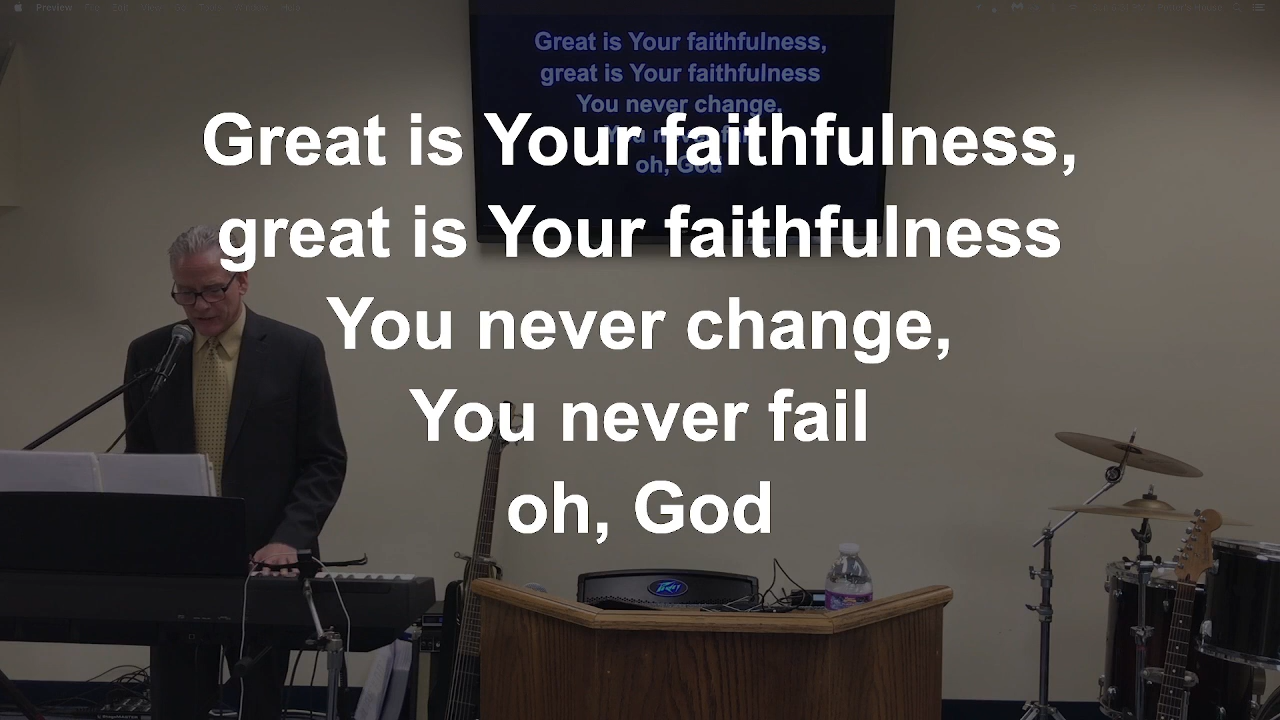 Preview
Great is Your faithfulness,
great is Your faithfulness
You never change,
oh, God
Great is Your faithfulness,
great is Your faithfulness
You never change,
You never fail
oh, God
PEAVEY